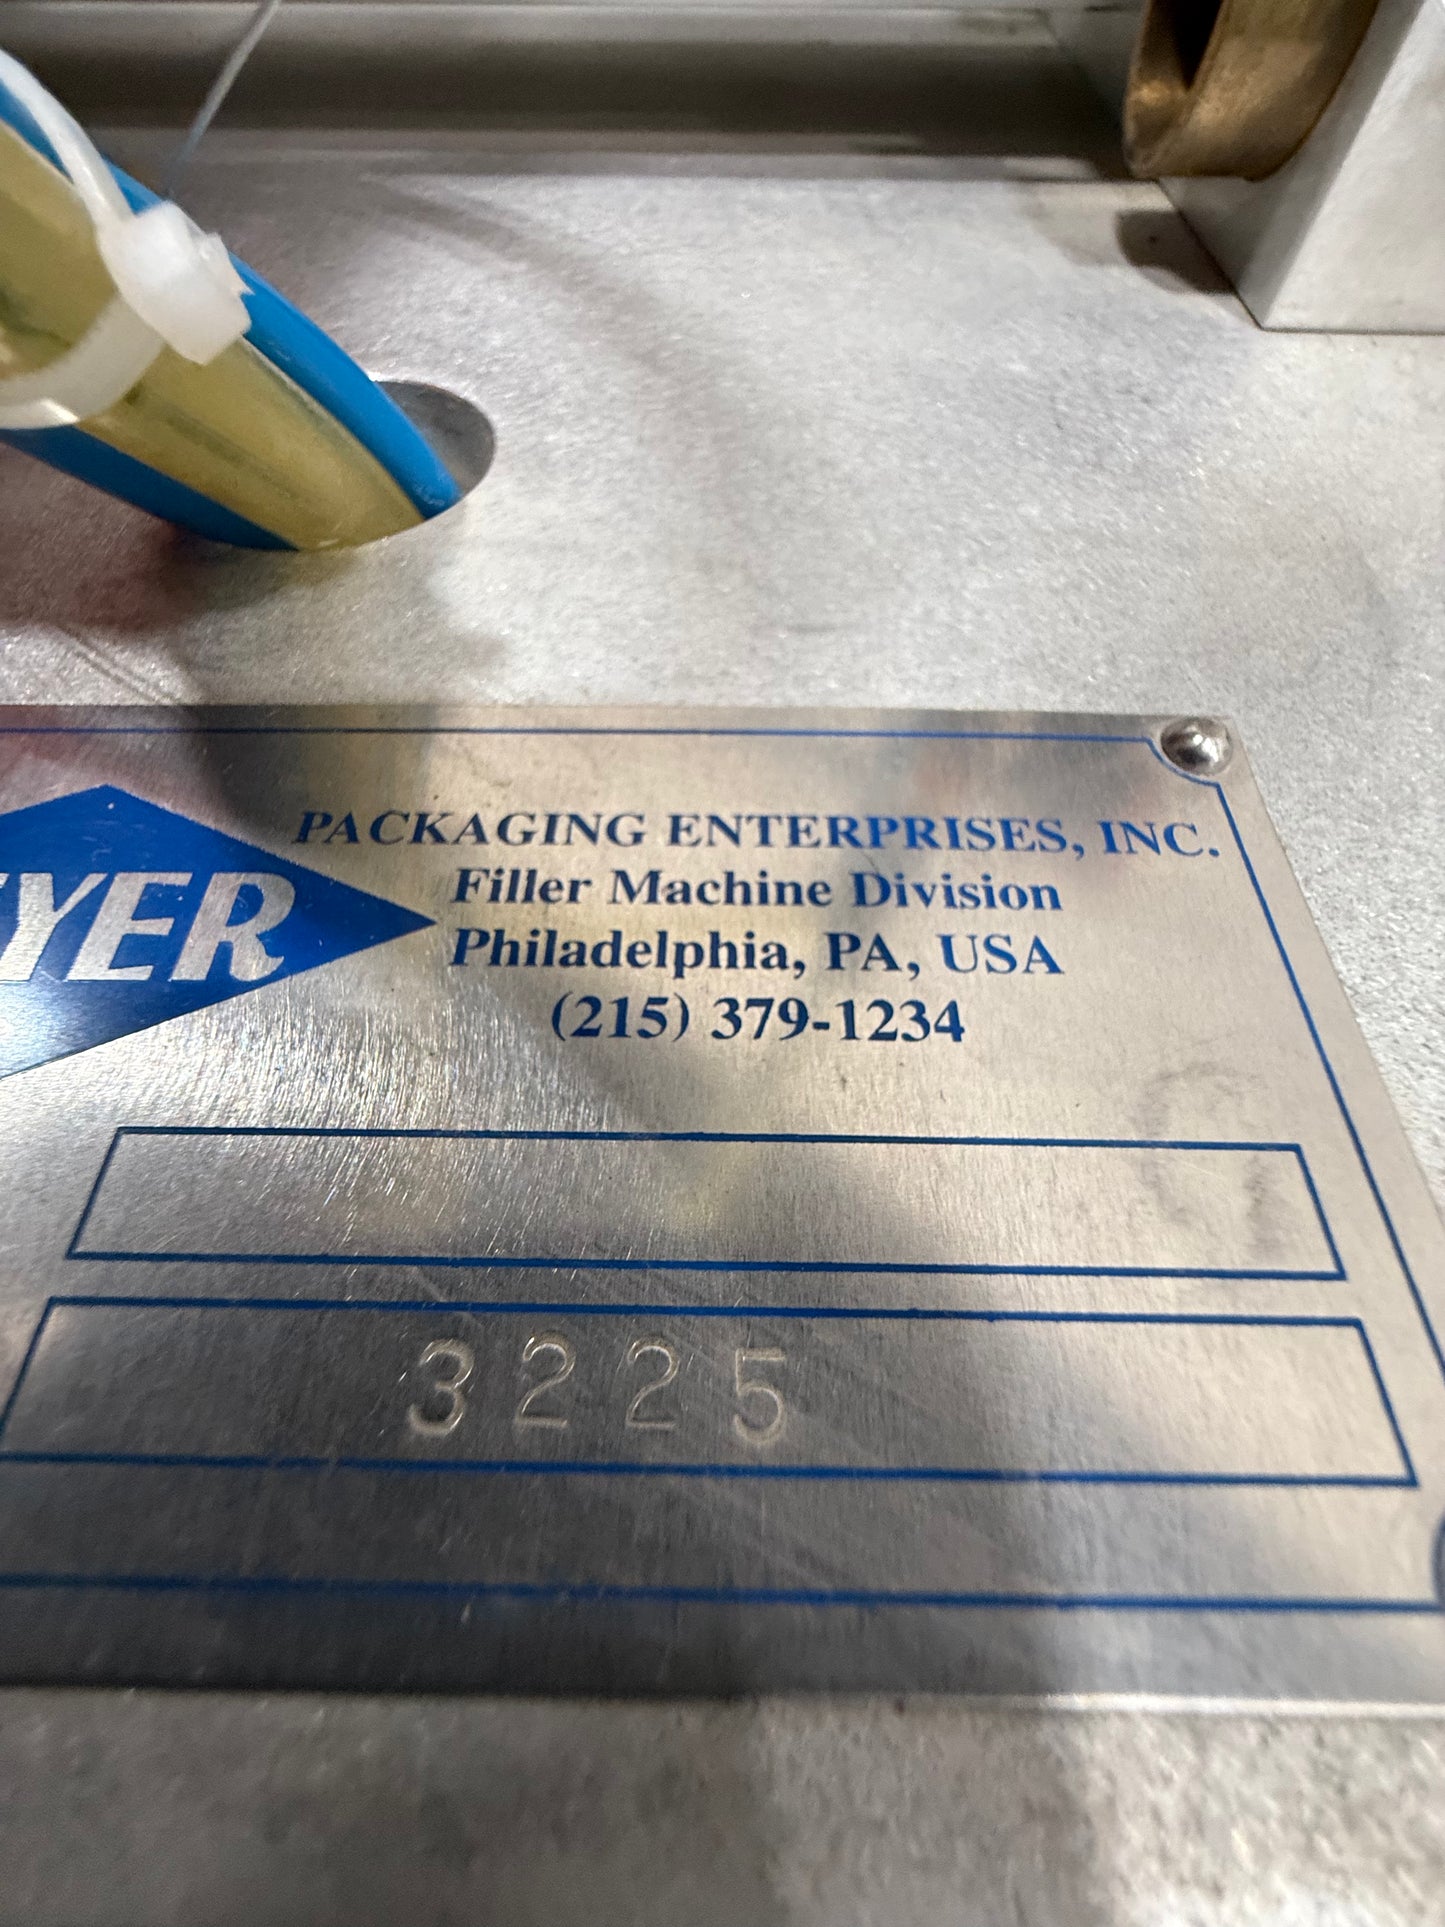 PACKAGING ENTERPRISES, INC.
YER
Filler Machine Division
Philadelphia, PA, USA
(215) 379-1234
3225